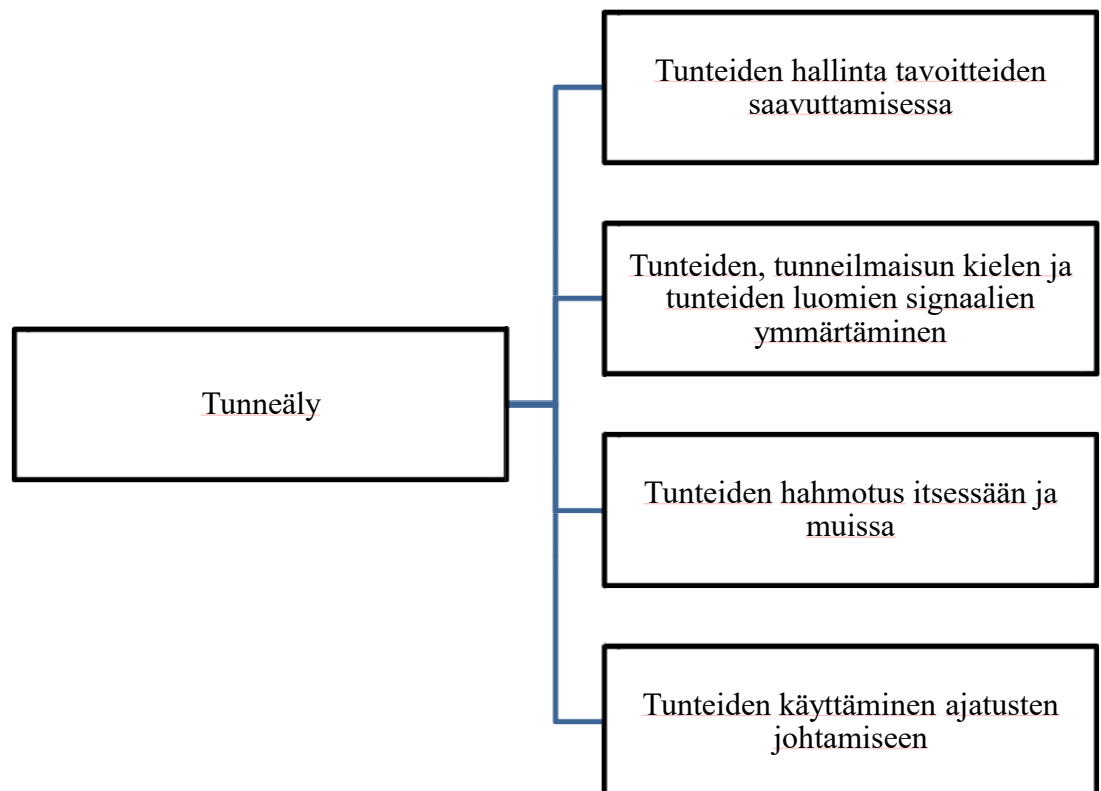 Tunteiden hallinta tavoitteiden
saavuttamisessa
Tunteiden, tunneilmaisun kielen ja
tunteiden luomien signaalien
ymmärtäminen
Tunneäly
Tunteiden hahmotus itsessään ja
muissa
Tunteiden käyttäminen ajatusten
johtamiseen